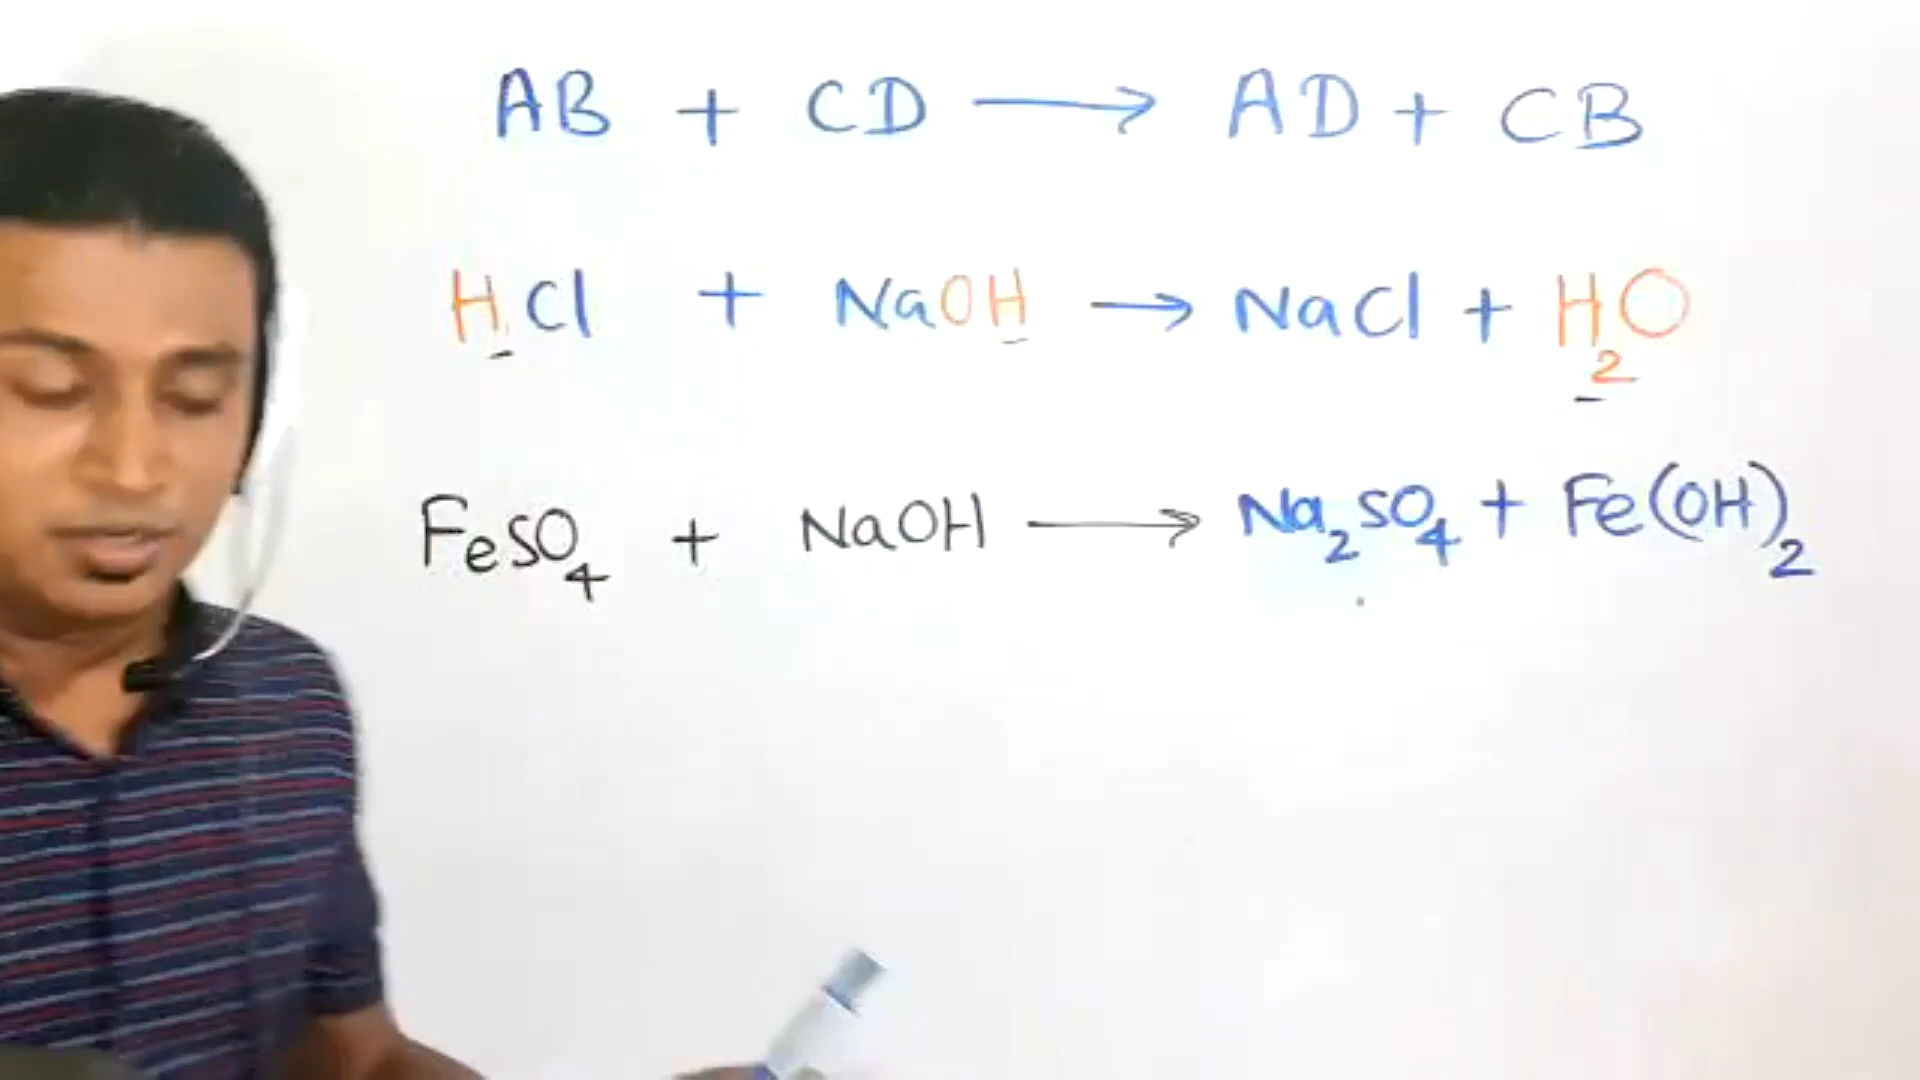 AB + CD → AD + CB
HCl + NaOH → NaCl + H₂O
FeSO₄ + NaOH → Na₂SO₄ + Fe(OH)₂